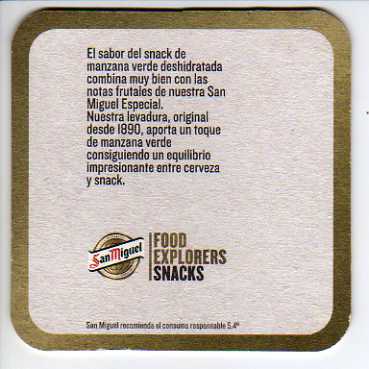 El sabor del snack de
manzana verde deshidratada
combina muy bien con las
notas frutales de nuestra San
Miguel Especial.
Nuestra levadura, original
desde 1890, aporta un toque
de manzana verde
consiguiendo un equilibrio
impresionante entre cerveza
y snack.
San Miguel
FOOD
EXPLORERS
SNACKS
San Miguel recomienda el consumo responsable 5,4º